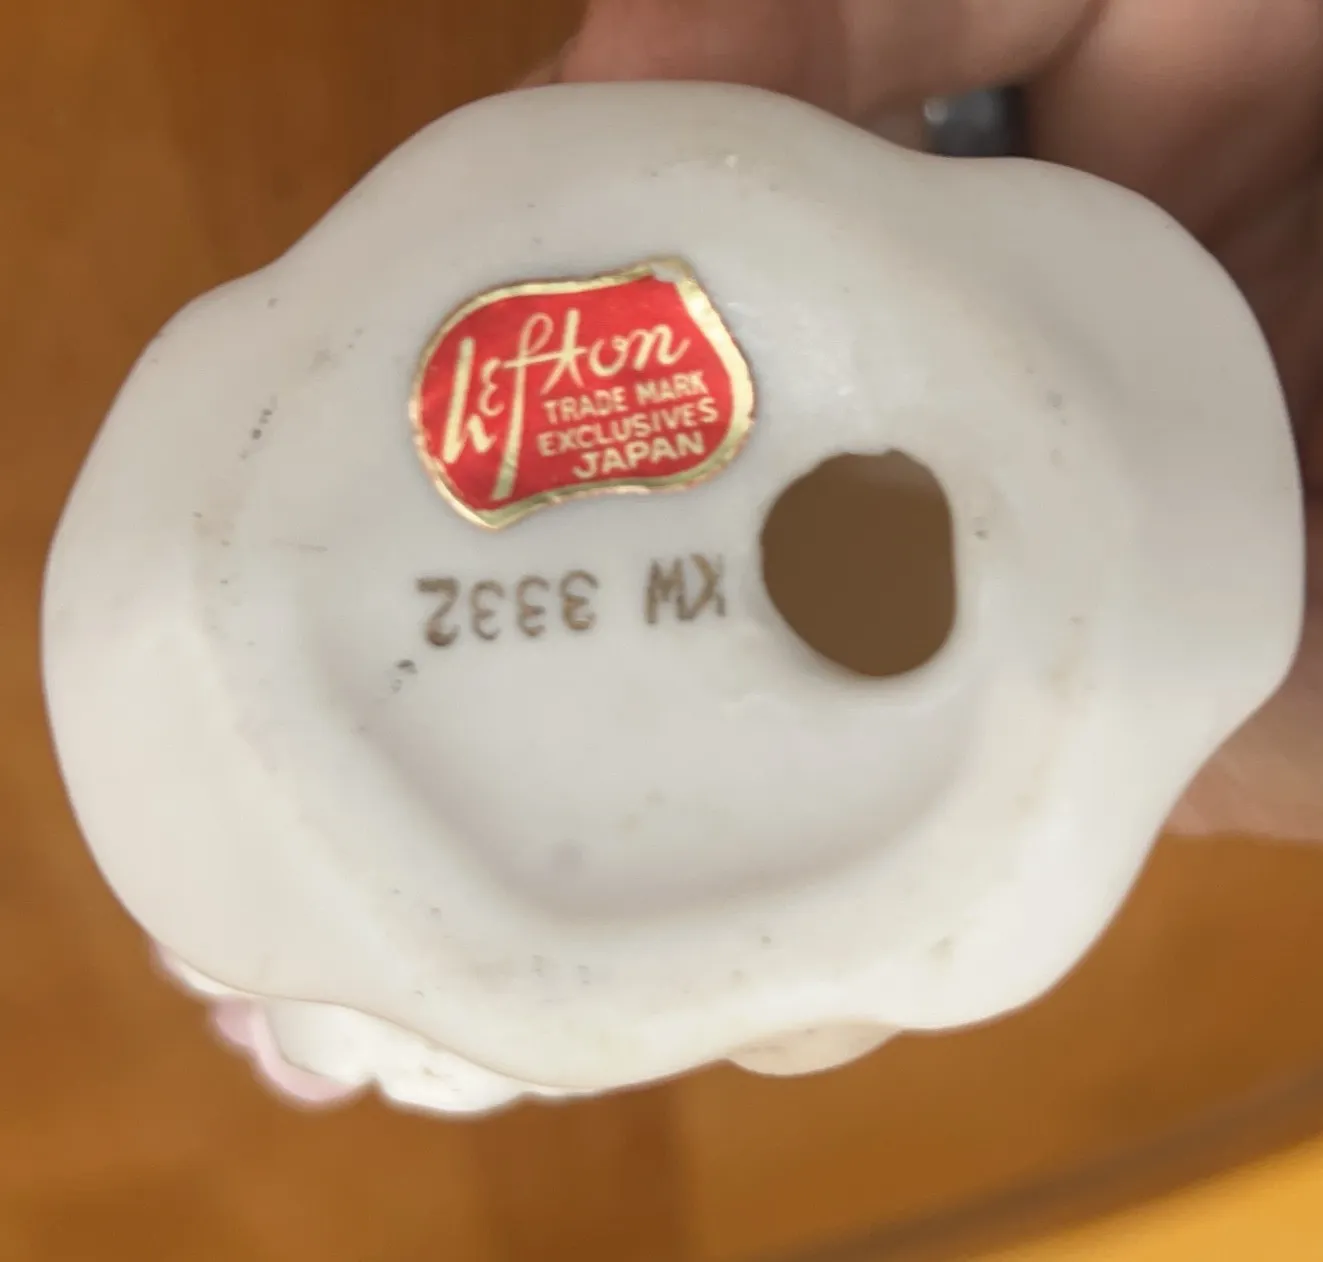 Lefton
TRADE MARK
EXCLUSIVES
JAPAN
KW 3332